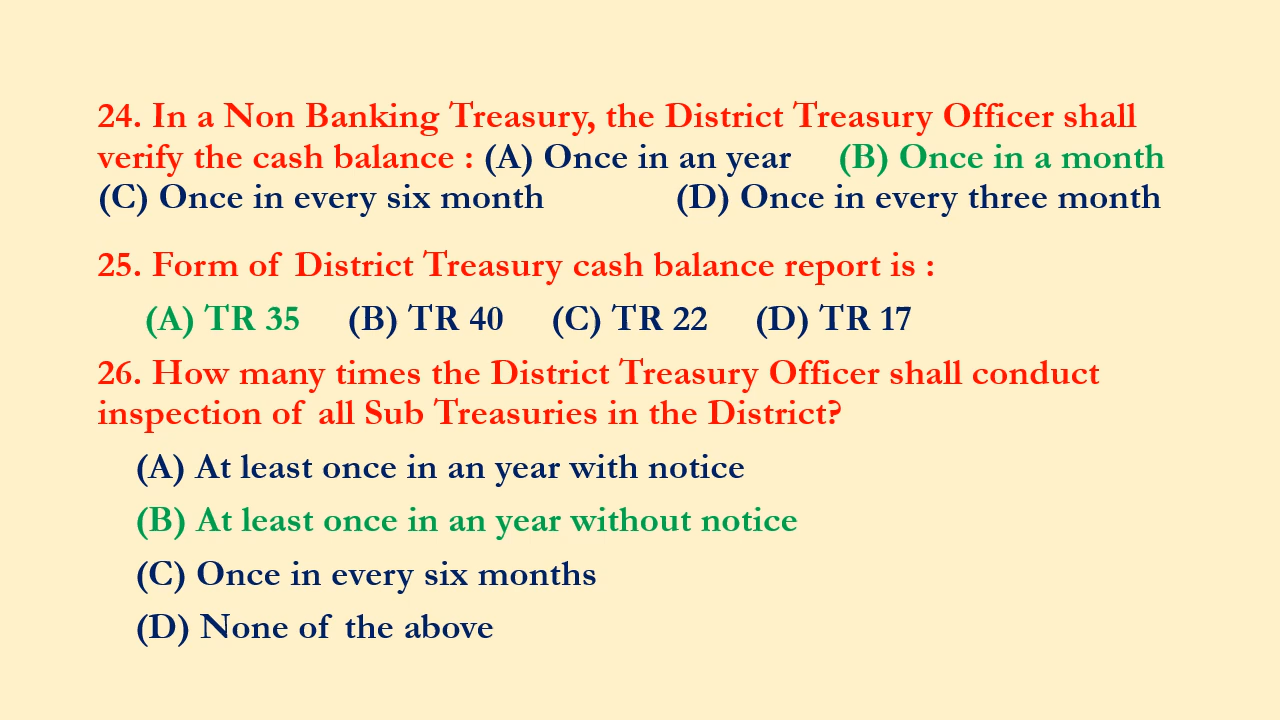 24. In a Non Banking Treasury, the District Treasury Officer shall
verify the cash balance : (A) Once in an year (B) Once in a month
(C) Once in every six month (D) Once in every three month
25. Form of District Treasury cash balance report is :
(A) TR 35 (B) TR 40 (C) TR 22 (D) TR 17
26. How many times the District Treasury Officer shall conduct
inspection of all Sub Treasuries in the District?
(A) At least once in an year with notice
(B) At least once in an year without notice
(C) Once in every six months
(D) None of the above